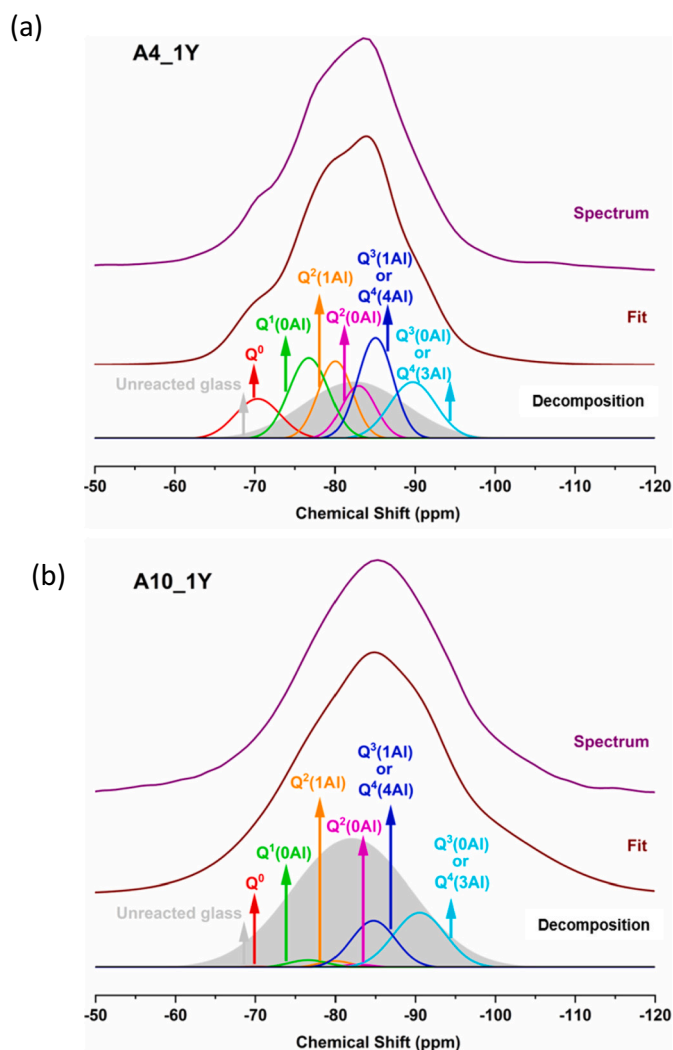 (a)
A4_1Y
Spectrum
Q³(1Al)
or
Q⁴(4Al)
Q²(1Al)
Q²(0Al)
Q¹(0Al)
Fit
Q³(0Al)
or
Q⁴(3Al)
Q⁰
Unreacted glass
Decomposition
-50 -60 -70 -80 -90 -100 -110 -120
Chemical Shift (ppm)
(b)
A10_1Y
Spectrum
Q³(1Al)
or
Q⁴(4Al)
Q²(1Al)
Q²(0Al)
Q¹(0Al)
Fit
Q³(0Al)
or
Q⁴(3Al)
Q⁰
Unreacted glass
Decomposition
-50 -60 -70 -80 -90 -100 -110 -120
Chemical Shift (ppm)